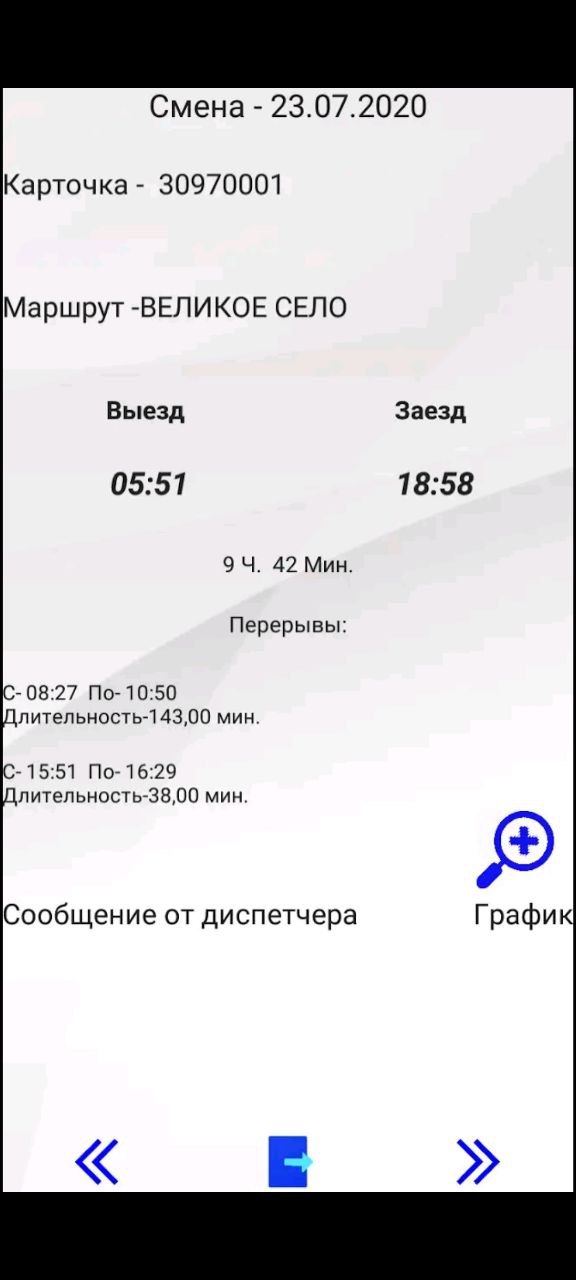 Смена - 23.07.2020
Карточка - 30970001
Маршрут -ВЕЛИКОЕ СЕЛО
Выезд Заезд
05:51 18:58
9 Ч. 42 Мин.
Перерывы:
С- 08:27 По- 10:50
Длительность-143,00 мин.
С- 15:51 По- 16:29
Длительность-38,00 мин.
Сообщение от диспетчера График